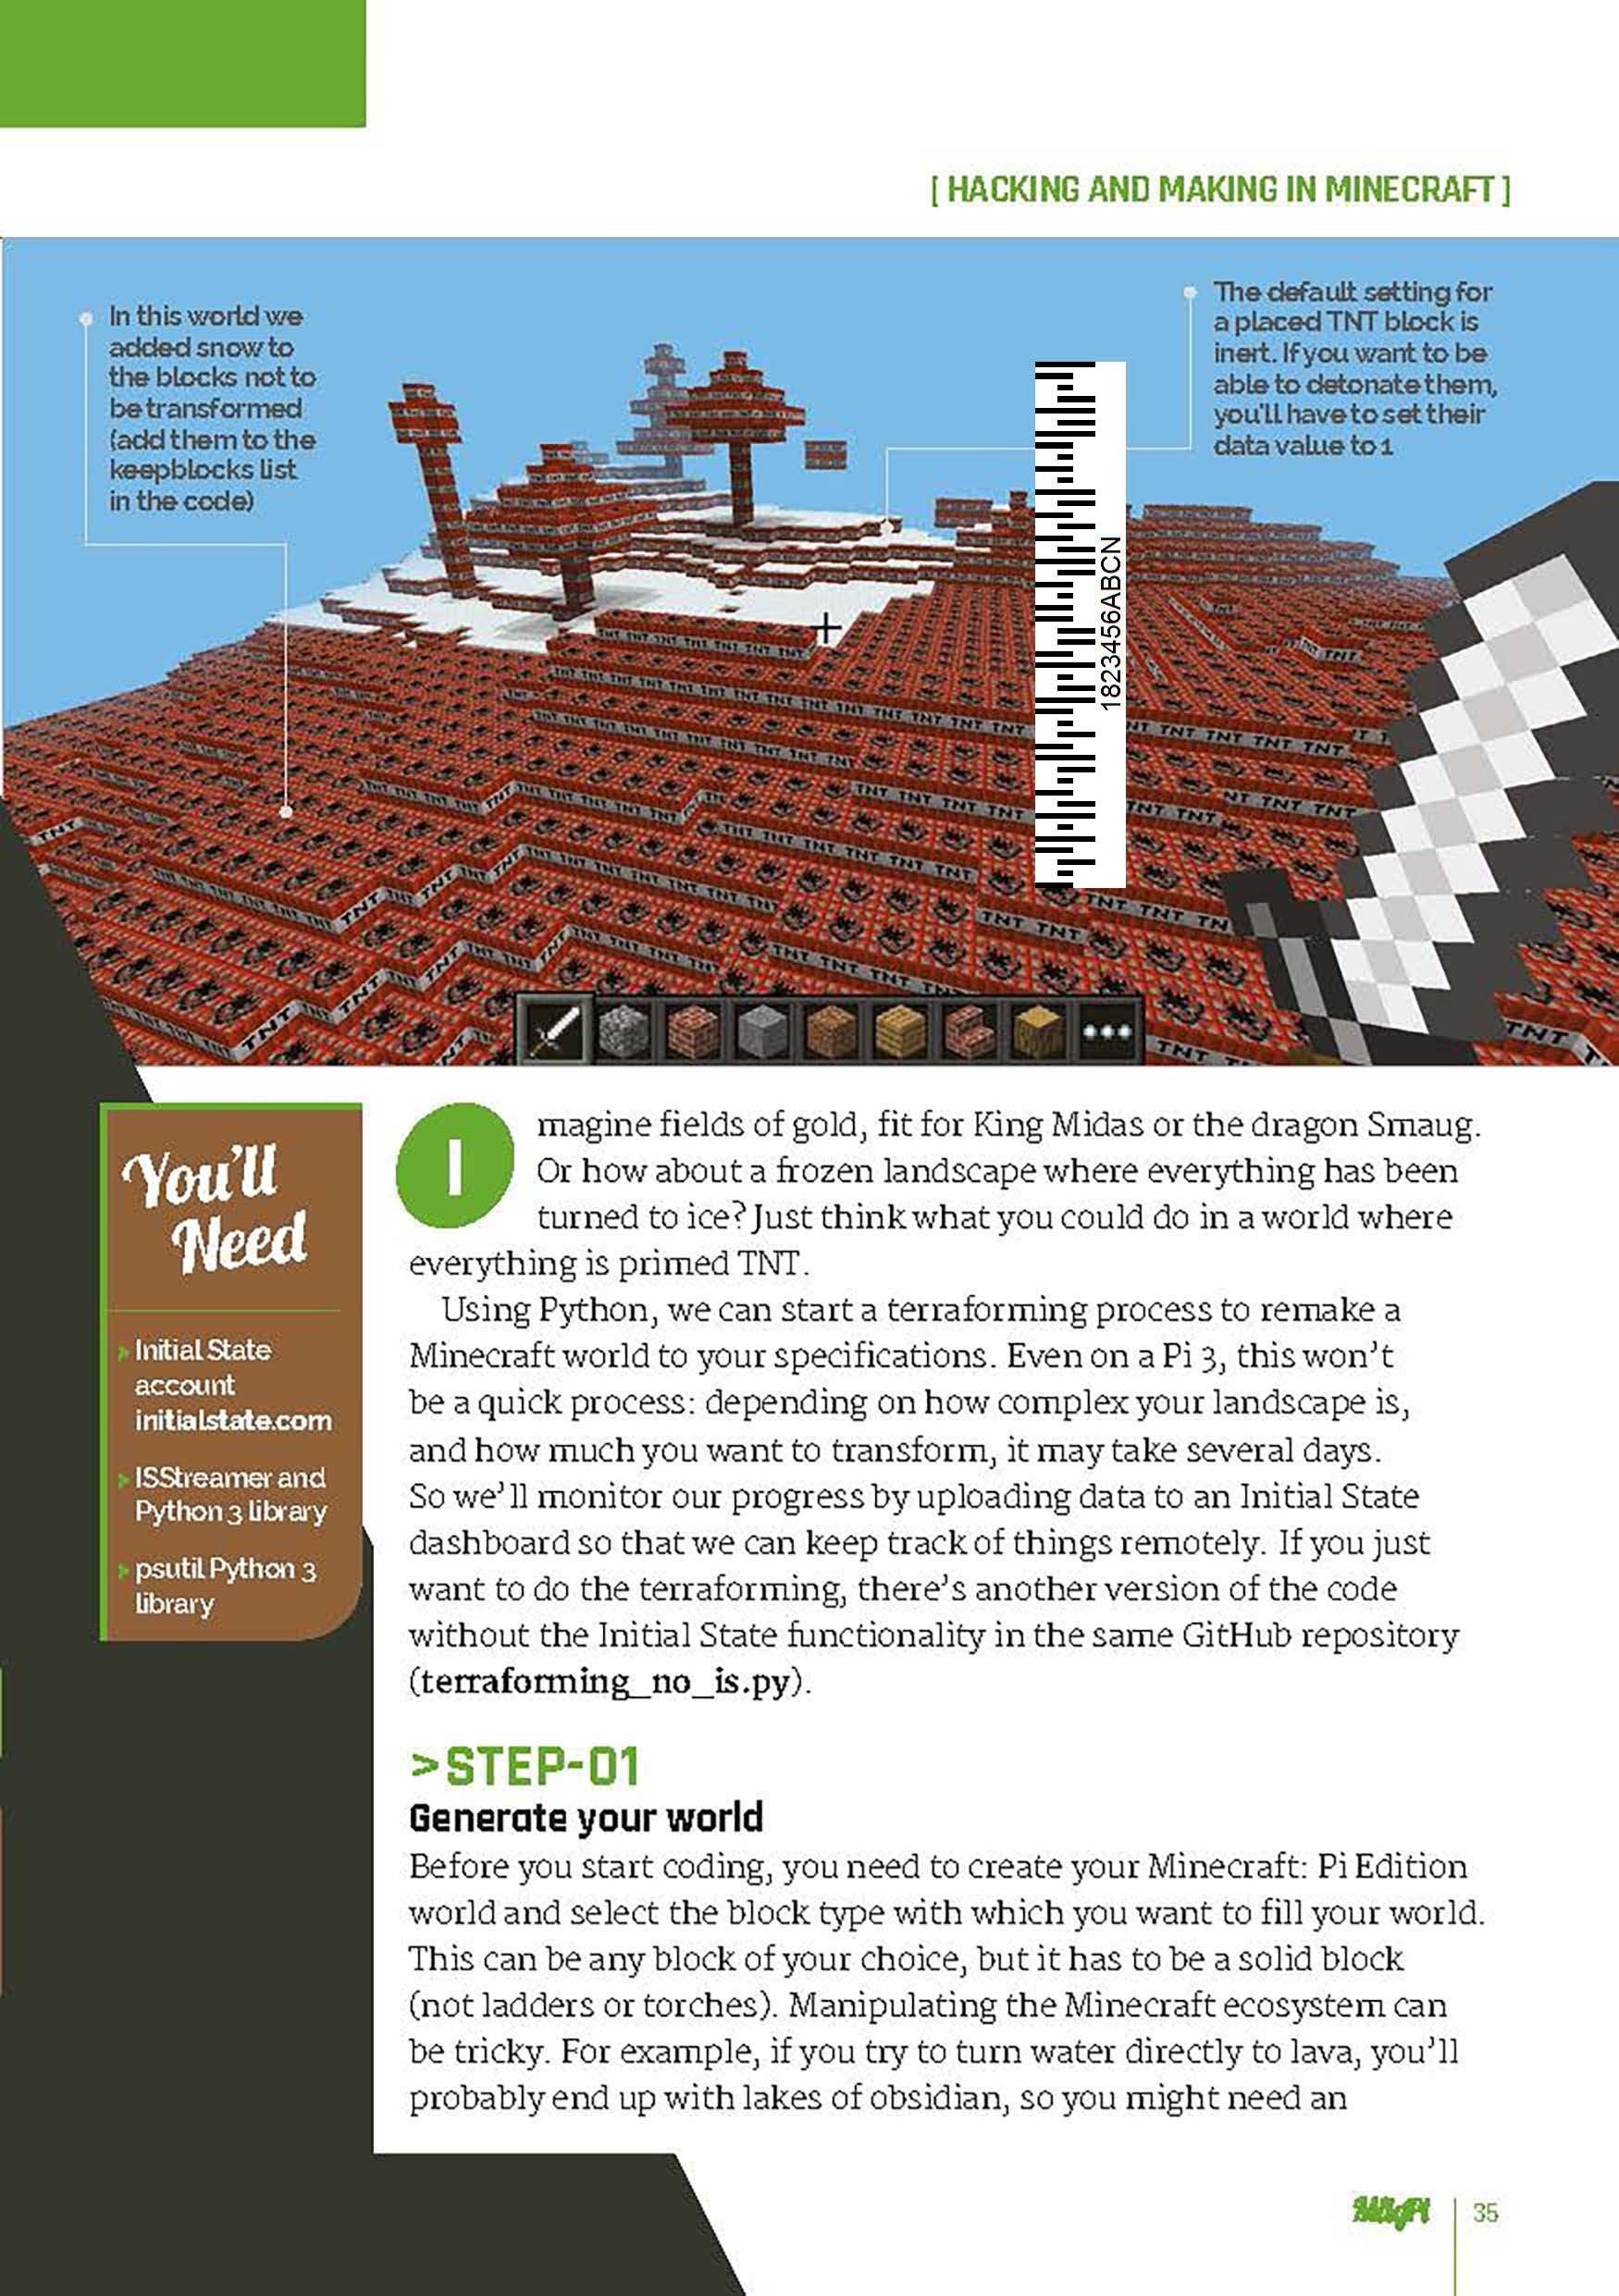 [ HACKING AND MAKING IN MINECRAFT ]
In this world we
added snow to
the blocks not to
be transformed
(add them to the
keepblocks list
in the code)
The default setting for
a placed TNT block is
inert. If you want to be
able to detonate them,
you'll have to set their
data value to 1
1823456ABCN
You'll
Need
Initial State
account
initialstate.com
ISStreamer and
Python 3 library
psutil Python 3
library
Imagine fields of gold, fit for King Midas or the dragon Smaug.
Or how about a frozen landscape where everything has been
turned to ice? Just think what you could do in a world where
everything is primed TNT.
Using Python, we can start a terraforming process to remake a
Minecraft world to your specifications. Even on a Pi 3, this won't
be a quick process: depending on how complex your landscape is,
and how much you want to transform, it may take several days.
So we'll monitor our progress by uploading data to an Initial State
dashboard so that we can keep track of things remotely. If you just
want to do the terraforming, there's another version of the code
without the Initial State functionality in the same GitHub repository
(terraforming_no_is.py).
>STEP-01
Generate your world
Before you start coding, you need to create your Minecraft: Pi Edition
world and select the block type with which you want to fill your world.
This can be any block of your choice, but it has to be a solid block
(not ladders or torches). Manipulating the Minecraft ecosystem can
be tricky. For example, if you try to turn water directly to lava, you'll
probably end up with lakes of obsidian, so you might need an
35